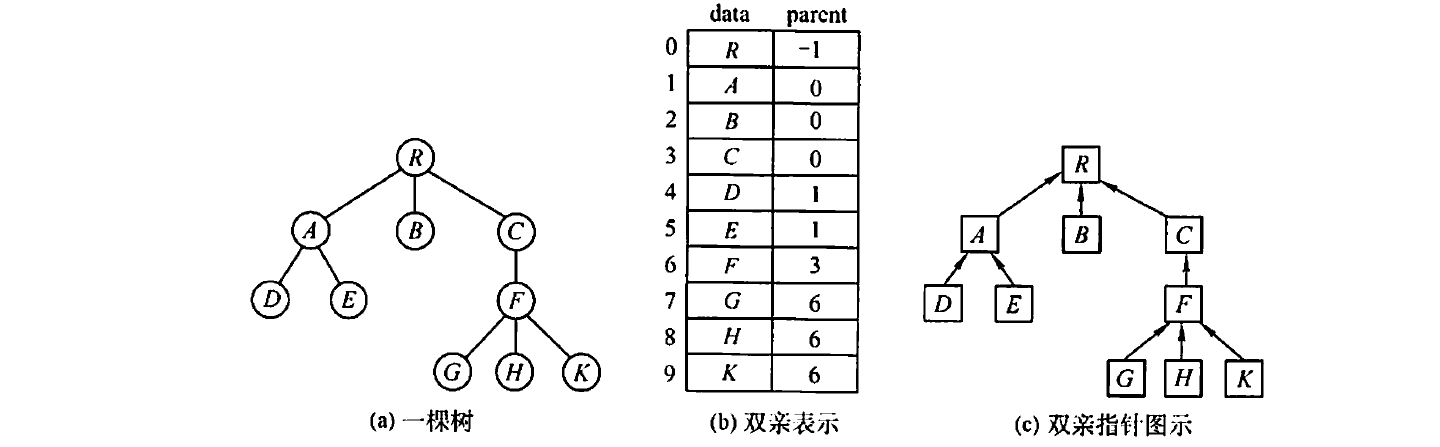 data parent
0 R -1
1 A 0
2 B 0
3 C 0
4 D 1
5 E 1
6 F 3
7 G 6
8 H 6
9 K 6
R
A B C
D E F
G H K
R
A B C
D E F
G H K
(a) 一棵树
(b) 双亲表示
(c) 双亲指针图示